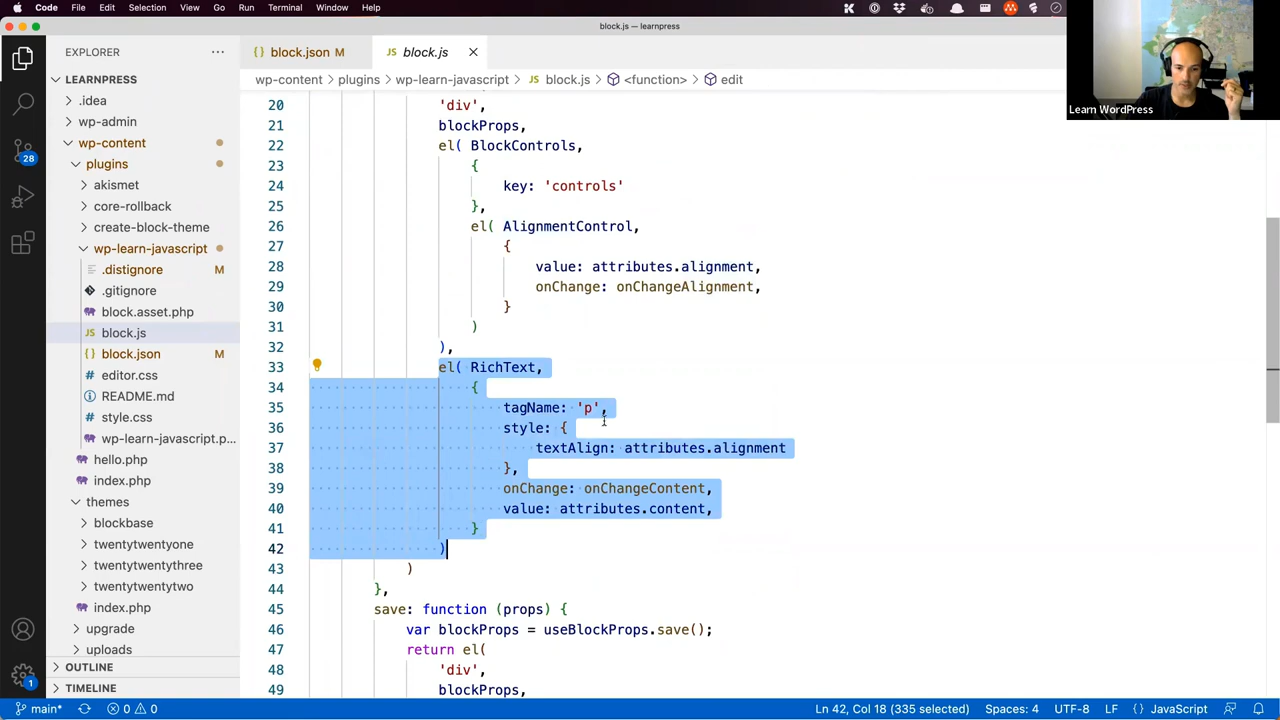 Code
File
Edit
Selection
View
Go
Run
Terminal
Window
Help
block.js — learnpress
EXPLORER
LEARNPRESS
.idea
wp-admin
wp-content
plugins
akismet
core-rollback
create-block-theme
wp-learn-javascript
.distignore M
.gitignore
block.asset.php
block.js
block.json M
editor.css
README.md
style.css
wp-learn-javascript.p...
hello.php
index.php
themes
blockbase
twentytwentyone
twentytwentythree
twentytwentytwo
index.php
upgrade
uploads
OUTLINE
TIMELINE
28
1
block.json M
block.js
wp-content > plugins > wp-learn-javascript > block.js > <function> > edit
20 'div',
21 blockProps,
22 el( BlockControls,
23 {
24 key: 'controls'
25 },
26 el( AlignmentControl,
27 {
28 value: attributes.alignment,
29 onChange: onChangeAlignment,
30 }
31 )
32 ),
33 el( RichText,
34 {
35 tagName: 'p',
36 style: {
37 textAlign: attributes.alignment
38 },
39 onChange: onChangeContent,
40 value: attributes.content,
41 }
42 )
43 )
44 },
45 save: function (props) {
46 var blockProps = useBlockProps.save();
47 return el(
48 'div',
49 blockProps,
Learn WordPress
main*
0 0
Ln 42, Col 18 (335 selected)
Spaces: 4
UTF-8
LF
{ } JavaScript